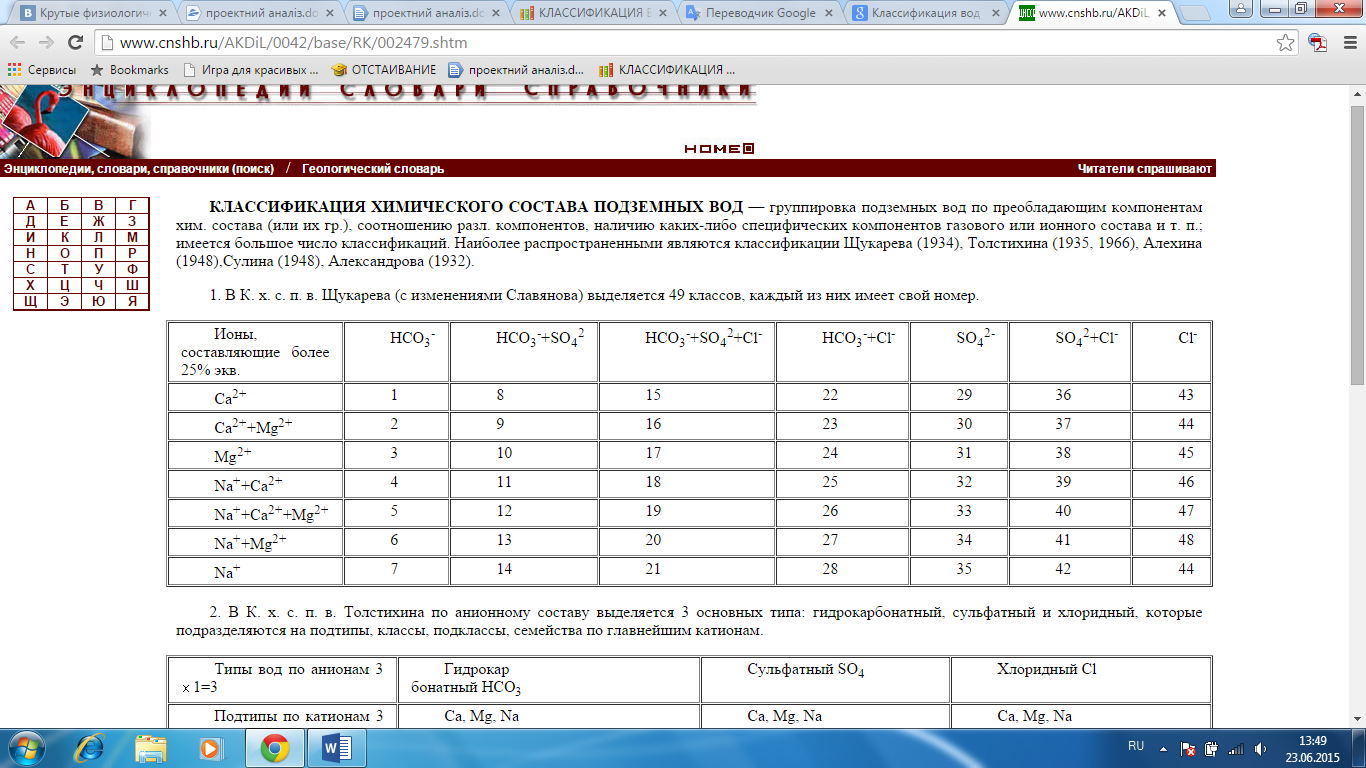 Крутые физиологич
проектний аналіз.do
проектний аналіз.do
КЛАССИФИКАЦИЯ В
Переводчик Google
Классификация вод
www.cnshb.ru/AKDiL
www.cnshb.ru/AKDiL/0042/base/RK/002479.shtm
Сервисы
Bookmarks
Игра для красивых ...
ОТСТАИВАНИЕ
проектний аналіз.d...
КЛАССИФИКАЦИЯ ...
ЭНЦИКЛОПЕДИИ СЛОВАРИ СПРАВОЧНИКИ
HOME
Энциклопедии, словари, справочники (поиск) / Геологический словарь
Читатели спрашивают
А Б В Г
Д Е Ж З
И К Л М
Н О П Р
С Т У Ф
Х Ц Ч Ш
Щ Э Ю Я
КЛАССИФИКАЦИЯ ХИМИЧЕСКОГО СОСТАВА ПОДЗЕМНЫХ ВОД — группировка подземных вод по преобладающим компонентам
хим. состава (или их гр.), соотношению разл. компонентов, наличию каких-либо специфических компонентов газового или ионного состава и т. п.;
имеется большое число классификаций. Наиболее распространенными являются классификации Щукарева (1934), Толстихина (1935, 1966), Алехина
(1948),Сулина (1948), Александрова (1932).
1. В К. х. с. п. в. Щукарева (с изменениями Славянова) выделяется 49 классов, каждый из них имеет свой номер.
Ионы,
составляющие более
25% экв.
HCO₃⁻
HCO₃⁻+SO₄²
HCO₃⁻+SO₄²+Cl⁻
HCO₃⁻+Cl⁻
SO₄²⁻
SO₄²+Cl⁻
Cl⁻
Ca²⁺ 1 8 15 22 29 36 43
Ca²⁺+Mg²⁺ 2 9 16 23 30 37 44
Mg²⁺ 3 10 17 24 31 38 45
Na⁺+Ca²⁺ 4 11 18 25 32 39 46
Na⁺+Ca²⁺+Mg²⁺ 5 12 19 26 33 40 47
Na⁺+Mg²⁺ 6 13 20 27 34 41 48
Na⁺ 7 14 21 28 35 42 44
2. В К. х. с. п. в. Толстихина по анионному составу выделяется 3 основных типа: гидрокарбонатный, сульфатный и хлоридный, которые
подразделяются на подтипы, классы, подклассы, семейства по главнейшим катионам.
Типы вод по анионам 3
x 1=3
Гидрокар
бонатный HCO₃
Сульфатный SO₄
Хлоридный Cl
Подтипы по катионам 3
Ca, Mg, Na
Ca, Mg, Na
Ca, Mg, Na
RU
13:49
23.06.2015